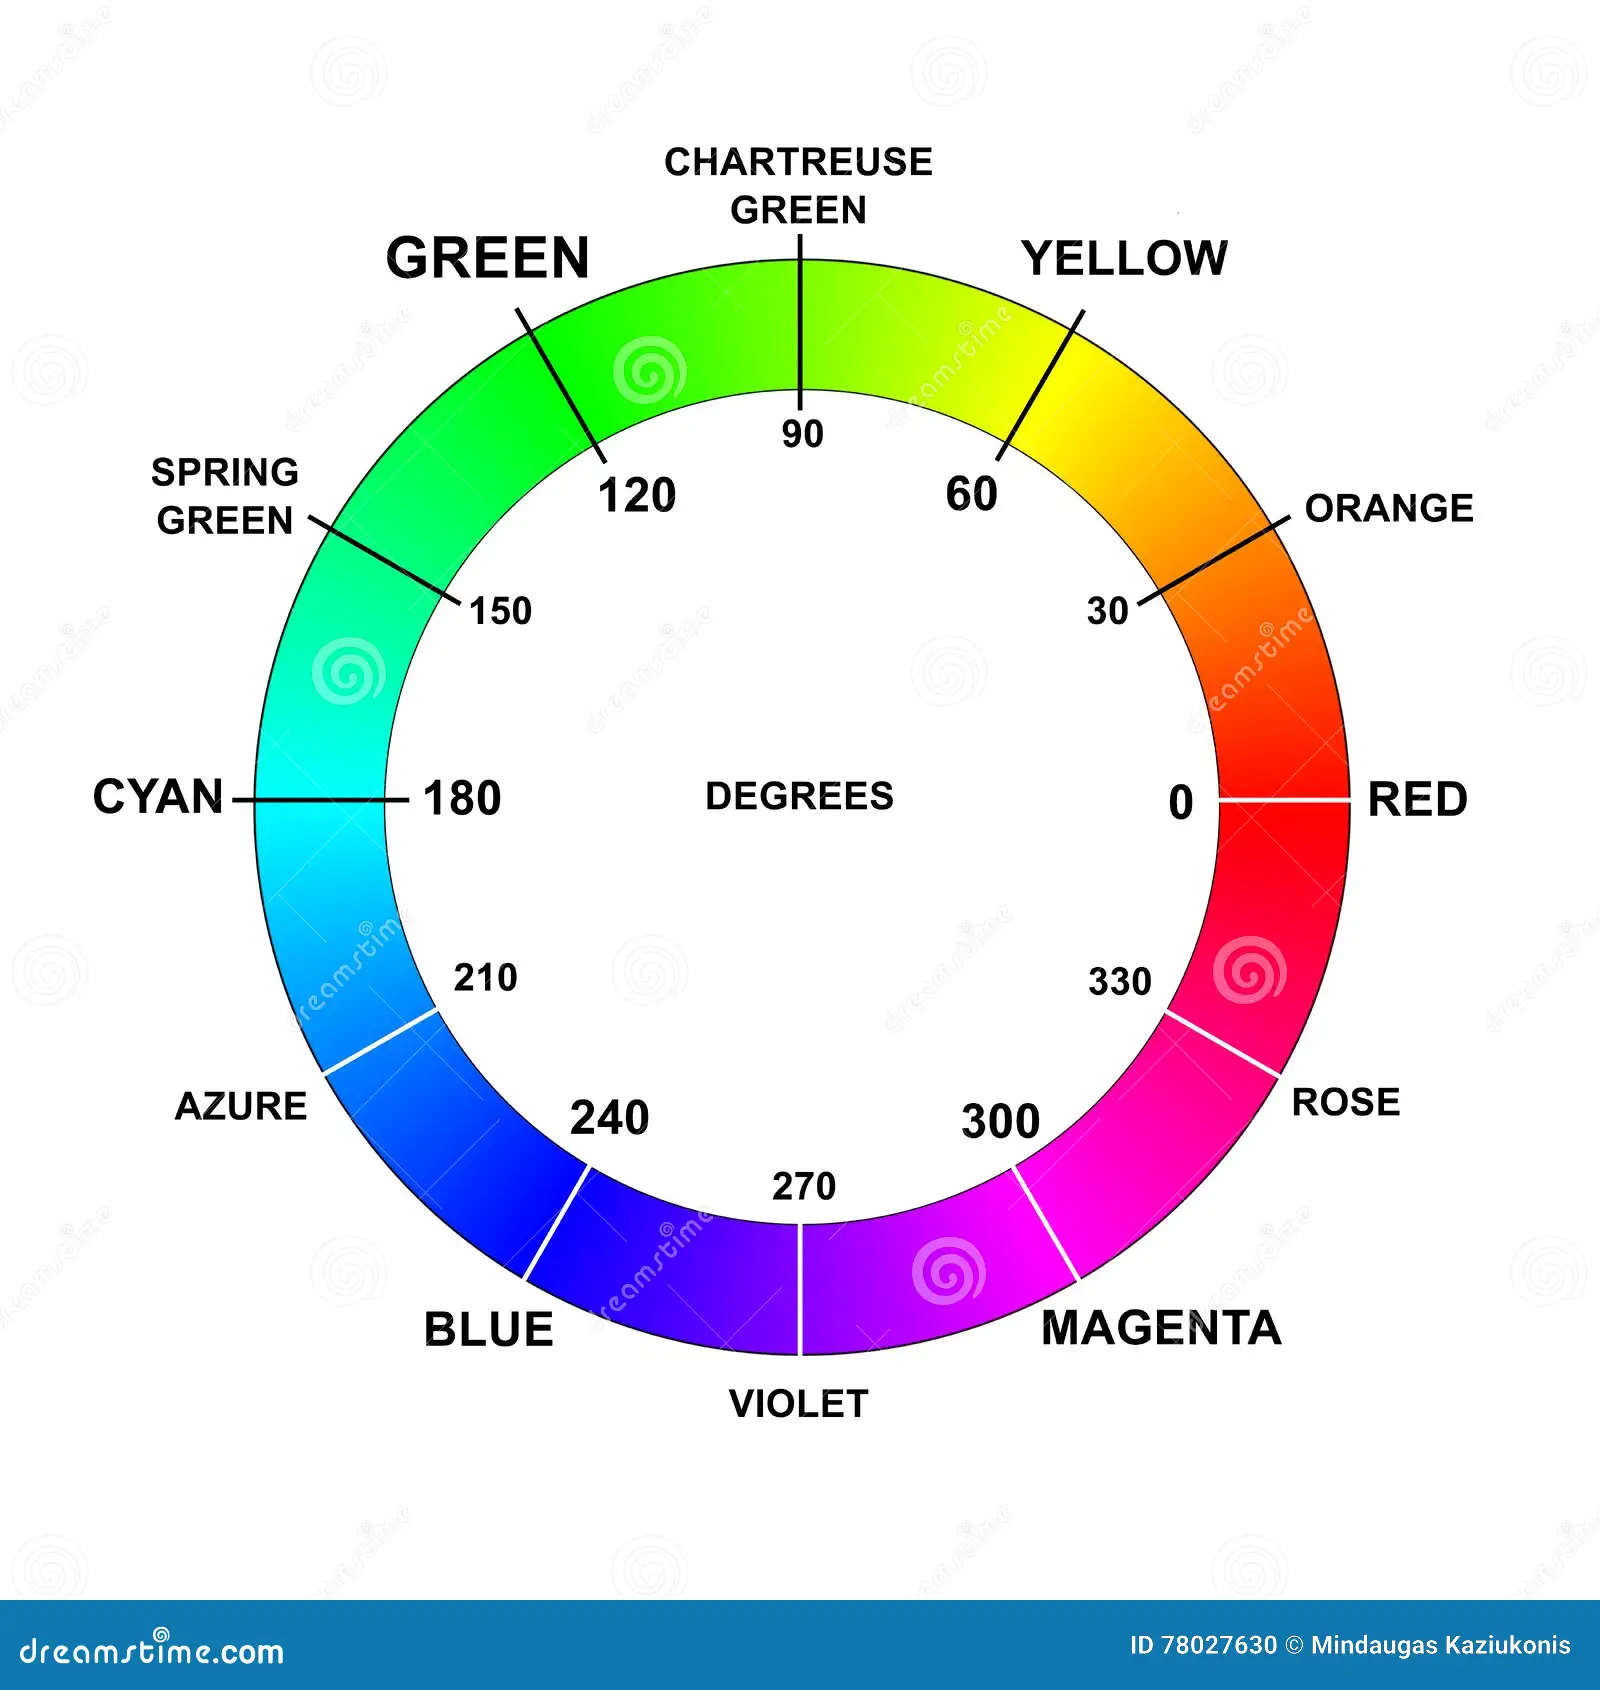 CHARTREUSE
GREEN
GREEN
YELLOW
90
120
60
SPRING
GREEN
ORANGE
150
30
CYAN
180
DEGREES
0
RED
210
330
AZURE
ROSE
240
300
270
BLUE
MAGENTA
VIOLET
dreamstime.com
ID 78027630 © Mindaugas Kaziukonis